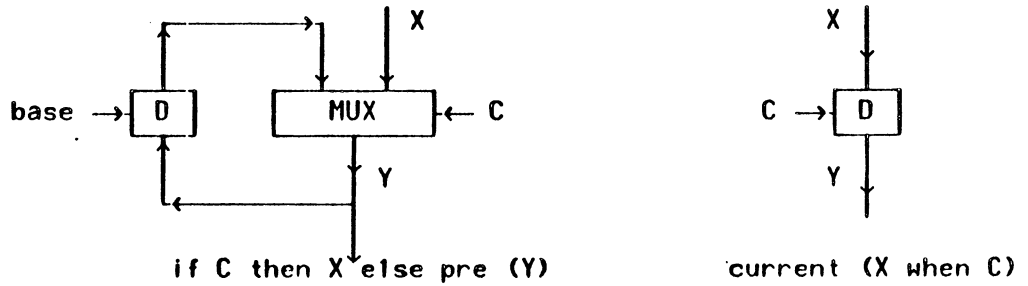 X
base D MUX C
Y
if C then X else pre (Y)
X
C D
Y
current (X when C)